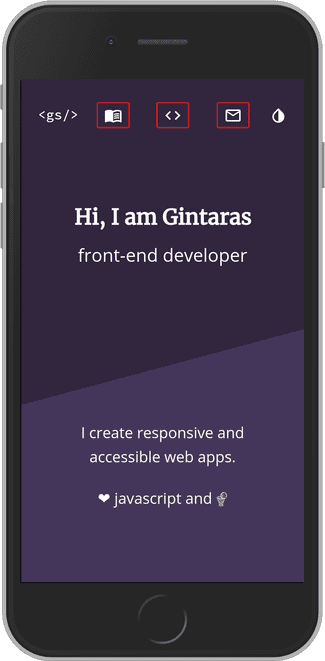 <gs/>
Hi, I am Gintaras
front-end developer
I create responsive and
accessible web apps.
❤ javascript and